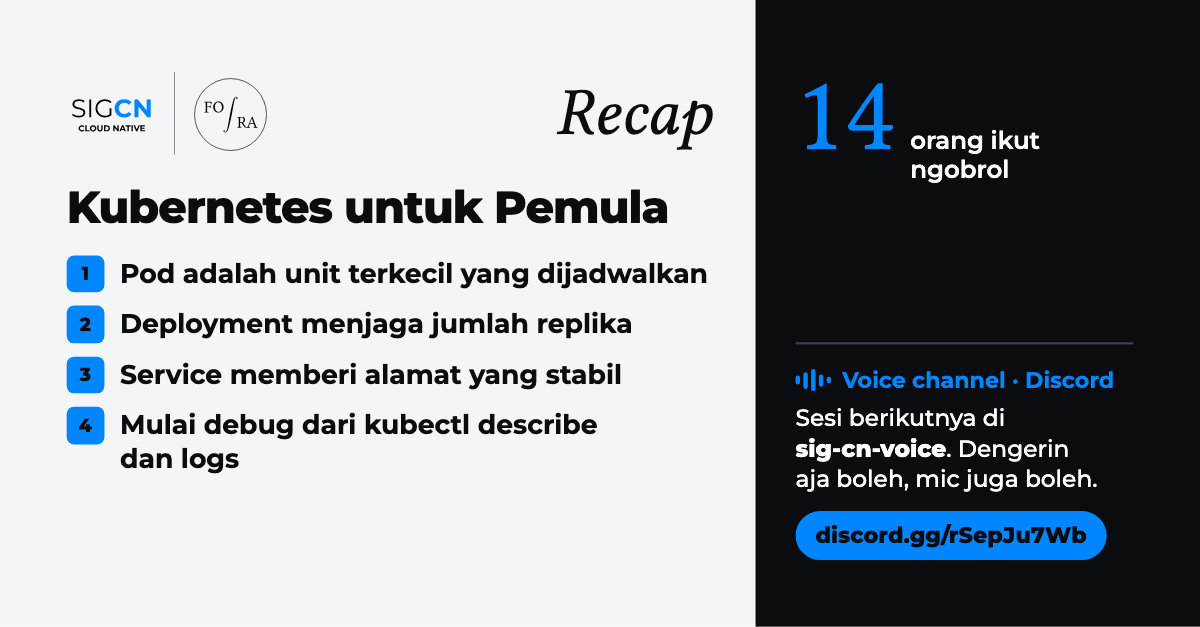 SIGCN
CLOUD NATIVE
FO RA
Recap
Kubernetes untuk Pemula
1 Pod adalah unit terkecil yang dijadwalkan
2 Deployment menjaga jumlah replika
3 Service memberi alamat yang stabil
4 Mulai debug dari kubectl describe
dan logs
14 orang ikut
ngobrol
Voice channel · Discord
Sesi berikutnya di
sig-cn-voice. Dengerin
aja boleh, mic juga boleh.
discord.gg/rSepJu7Wb